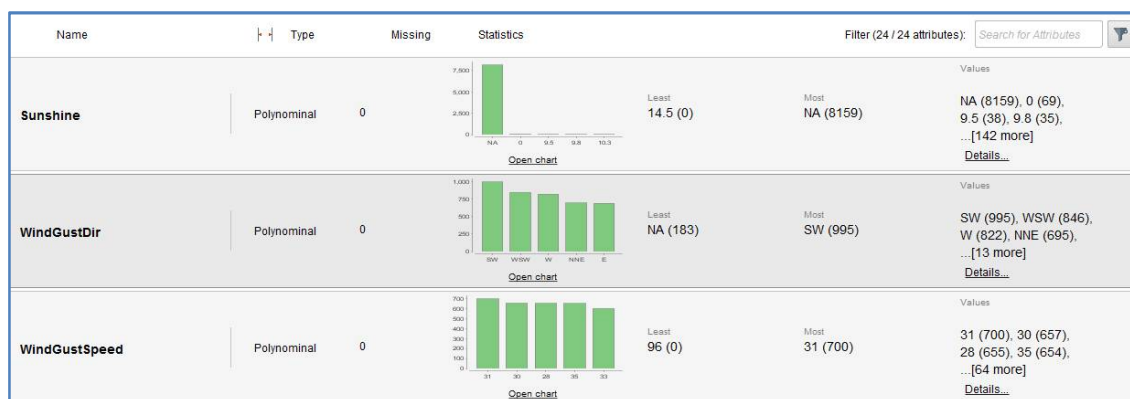 Name Type Missing Statistics Filter (24 / 24 attributes): Search for Attributes
Sunshine
Polynominal
0
7,500
5,000
2,500
0
NA 0 9.5 9.8 10.3
Open chart
Least
14.5 (0)
Most
NA (8159)
Values
NA (8159), 0 (69),
9.5 (38), 9.8 (35),
...[142 more]
Details...
WindGustDir
Polynominal
0
1,000
750
500
250
0
SW WSW W NNE E
Open chart
Least
NA (183)
Most
SW (995)
Values
SW (995), WSW (846),
W (822), NNE (695),
...[13 more]
Details...
WindGustSpeed
Polynominal
0
700
600
500
400
300
200
100
0
31 30 28 35 33
Open chart
Least
96 (0)
Most
31 (700)
Values
31 (700), 30 (657),
28 (655), 35 (654),
...[64 more]
Details...